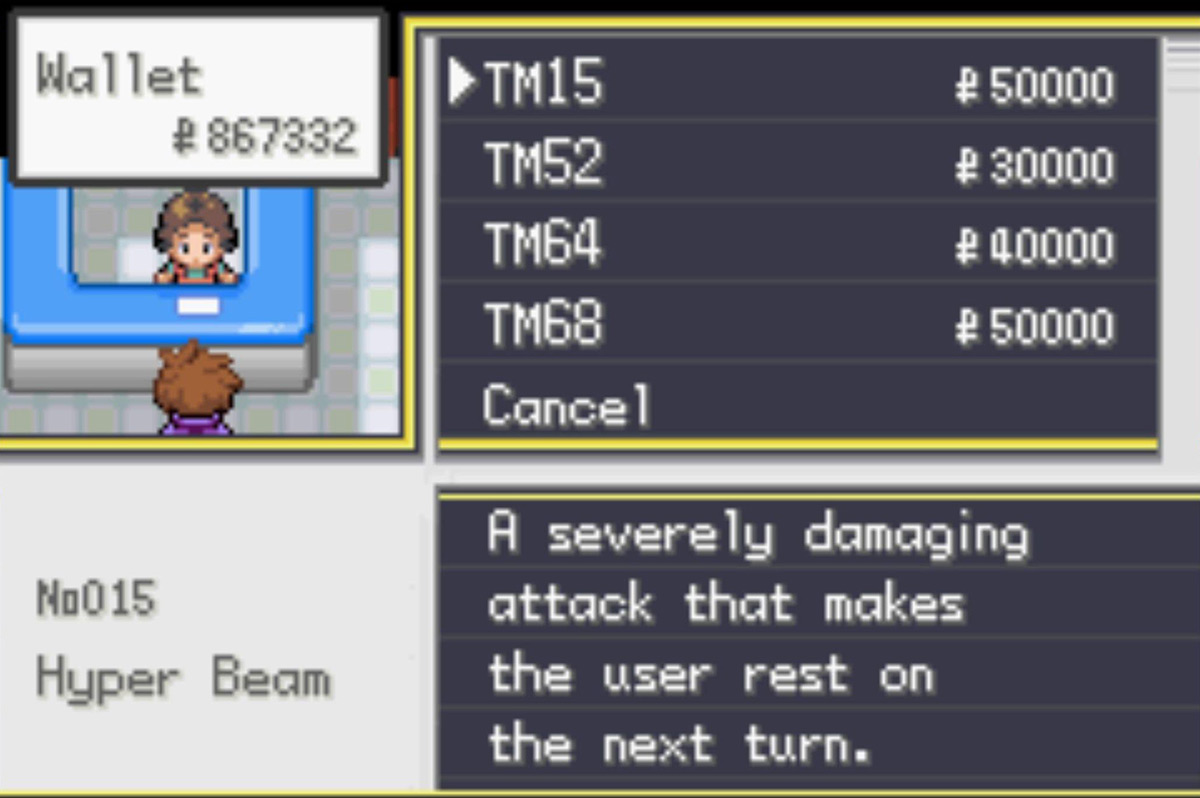 Wallet
₽867332
TM15 ₽50000
TM52 ₽30000
TM64 ₽40000
TM68 ₽50000
Cancel
№015
Hyper Beam
A severely damaging
attack that makes
the user rest on
the next turn.